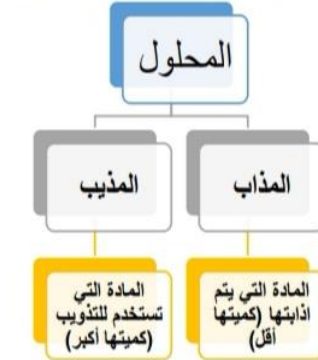 المحلول
المذاب
المذيب
المادة التي يتم
اذابتها (كميتها
أقل)
المادة التي
تستخدم للتذويب
(كميتها أكبر)